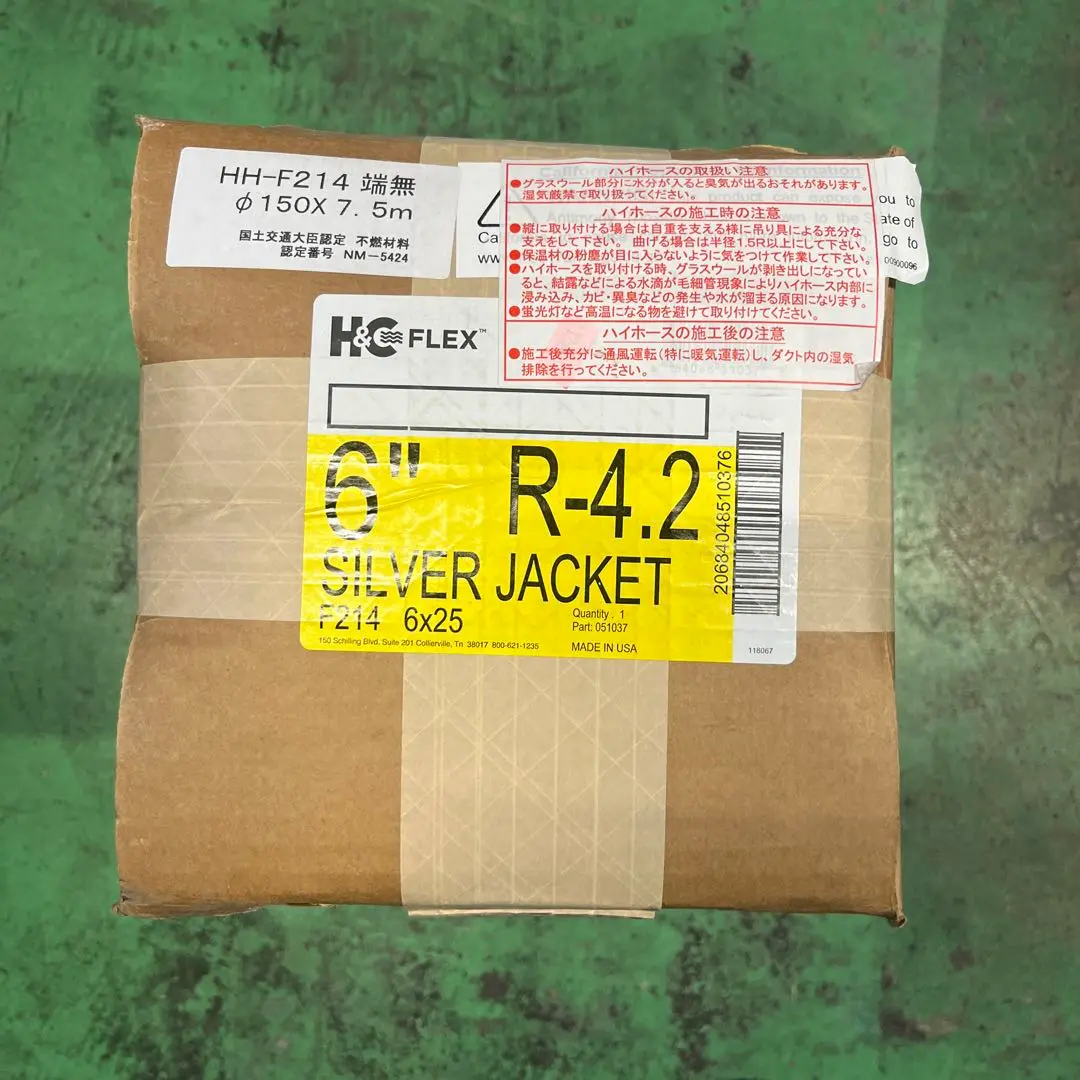 HH-F214 端無
φ150X 7.5m
国土交通大臣認定 不燃材料
認定番号 NM-5424
Ca
ww
ou to
ate of
go to
00900096
ハイホースの取扱い注意
●グラスウール部分に水分が入ると臭気が出るおそれがあります。
湿気厳禁で取り扱ってください。
ハイホースの施工時の注意
●縦に取り付ける場合は自重を支える様に吊り具による充分な
支えをして下さい。 曲げる場合は半径1.5R以上にして下さい。
●保温材の粉塵が目に入らないように気をつけて作業して下さい。
●ハイホースを取り付ける時、グラスウールが剥き出しになってい
ると、結露などによる水滴が毛細管現象によりハイホース内部に
浸み込み、カビ・異臭などの発生や水が溜まる原因になります。
●蛍光灯など高温になる物を避けて取り付けてください。
ハイホースの施工後の注意
●施工後充分に通風運転(特に暖気運転)し、ダクト内の湿気
排除を行ってください。
H&C FLEX™
6" R-4.2
SILVER JACKET
F214 6x25
Quantity . 1
Part: 051037
150 Schilling Blvd. Suite 201 Collierville, Tn 38017 800-621-1235
MADE IN USA
20634048510376
118067